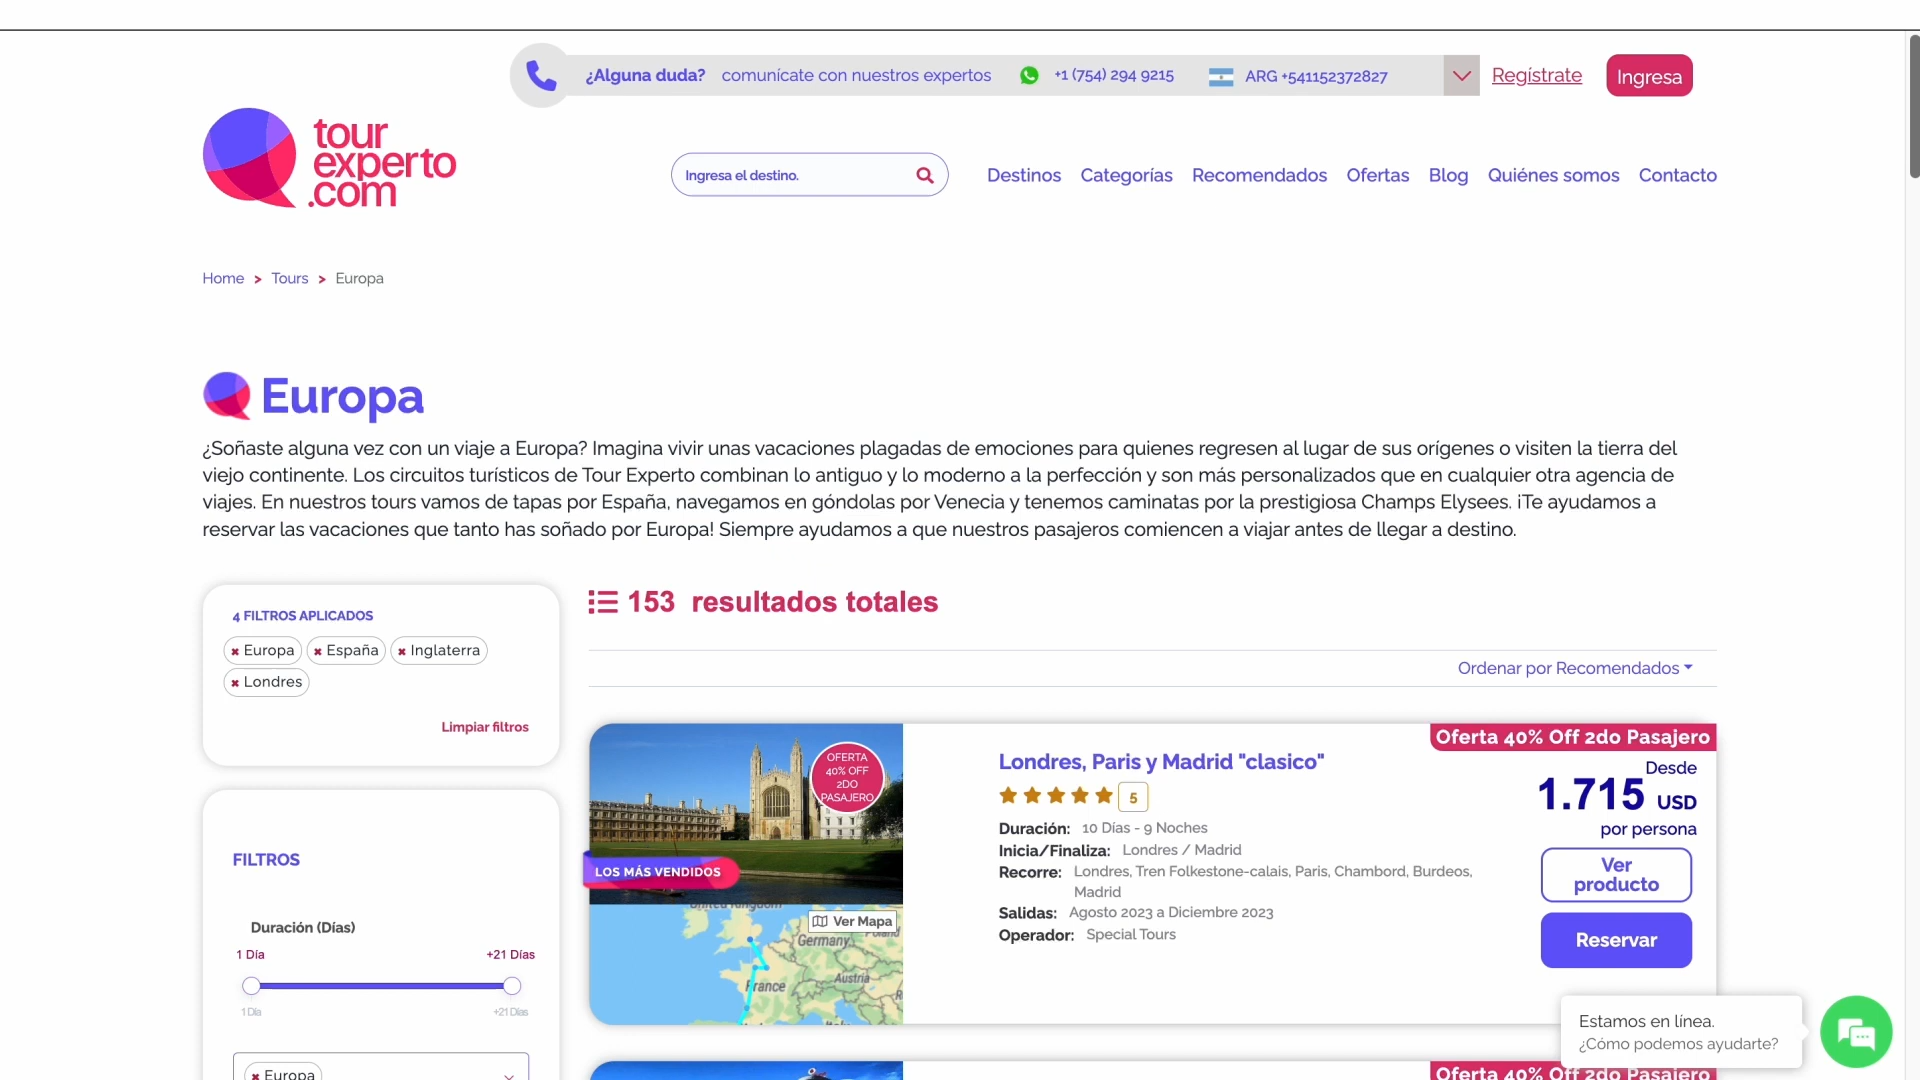 ¿Alguna duda? comunícate con nuestros expertos +1 (754) 294 9215 ARG +541152372827 Regístrate Ingresa
tour
experto
.com
Ingresa el destino. Destinos Categorías Recomendados Ofertas Blog Quiénes somos Contacto
Home > Tours > Europa
Europa
¿Soñaste alguna vez con un viaje a Europa? Imagina vivir unas vacaciones plagadas de emociones para quienes regresen al lugar de sus orígenes o visiten la tierra del
viejo continente. Los circuitos turísticos de Tour Experto combinan lo antiguo y lo moderno a la perfección y son más personalizados que en cualquier otra agencia de
viajes. En nuestros tours vamos de tapas por España, navegamos en góndolas por Venecia y tenemos caminatas por la prestigiosa Champs Elysees. ¡Te ayudamos a
reservar las vacaciones que tanto has soñado por Europa! Siempre ayudamos a que nuestros pasajeros comiencen a viajar antes de llegar a destino.
4 FILTROS APLICADOS
Europa España Inglaterra
Londres
Limpiar filtros
FILTROS
Duración (Días)
1 Día +21 Días
1 Día +21 Días
Europa
153 resultados totales
Ordenar por Recomendados
OFERTA
40% OFF
2DO
PASAJERO
LOS MÁS VENDIDOS
United Kingdom
Ver Mapa
Germany
Poland
Austria
France
Italy
Londres, Paris y Madrid "clasico"
5
Duración: 10 Días - 9 Noches
Inicia/Finaliza: Londres / Madrid
Recorre: Londres, Tren Folkestone-calais, Paris, Chambord, Burdeos,
Madrid
Salidas: Agosto 2023 a Diciembre 2023
Operador: Special Tours
Oferta 40% Off 2do Pasajero
Desde
1.715 USD
por persona
Ver
producto
Reservar
Oferta 40% Off 2do Pasajero
Estamos en línea.
¿Cómo podemos ayudarte?